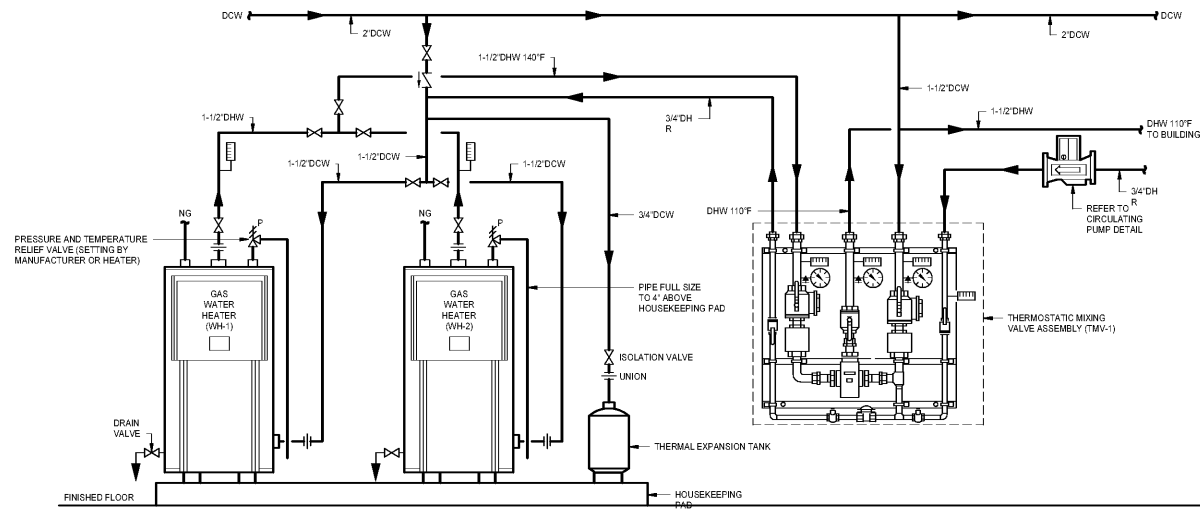 DCW
2"DCW
2"DCW
DCW
1-1/2"DHW 140°F
1-1/2"DCW
1-1/2"DHW
1-1/2"DHW
3/4"DH
R
DHW 110°F
TO BUILDING
1-1/2"DCW
1-1/2"DCW
1-1/2"DCW
3/4"DH
R
NG
P
NG
P
3/4"DCW
DHW 110°F
REFER TO
CIRCULATING
PUMP DETAIL
PRESSURE AND TEMPERATURE
RELIEF VALVE (SETTING BY
MANUFACTURER OR HEATER)
GAS
WATER
HEATER
(WH-1)
GAS
WATER
HEATER
(WH-2)
PIPE FULL SIZE
TO 4" ABOVE
HOUSEKEEPING PAD
THERMOSTATIC MIXING
VALVE ASSEMBLY (TMV-1)
ISOLATION VALVE
UNION
DRAIN
VALVE
THERMAL EXPANSION TANK
FINISHED FLOOR
HOUSEKEEPING
PAD